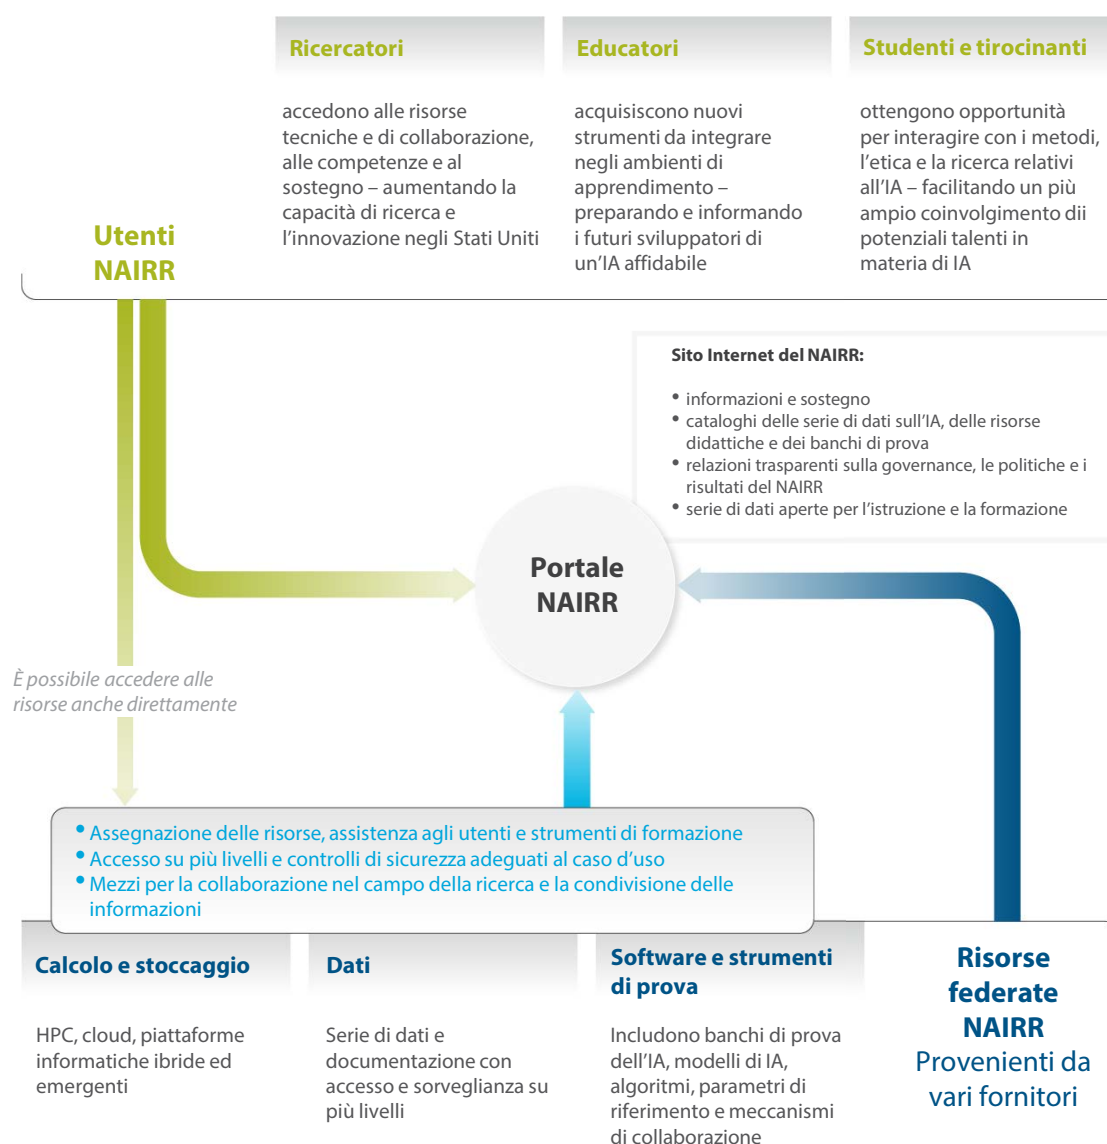 Ricercatori
accedono alle risorse
tecniche e di collaborazione,
alle competenze e al
sostegno – aumentando la
capacità di ricerca e
l’innovazione negli Stati Uniti
Educatori
acquisiscono nuovi
strumenti da integrare
negli ambienti di
apprendimento –
preparando e informando
i futuri sviluppatori di
un’IA affidabile
Studenti e tirocinanti
ottengono opportunità
per interagire con i metodi,
l’etica e la ricerca relativi
all’IA – facilitando un più
ampio coinvolgimento dii
potenziali talenti in
materia di IA
Utenti
NAIRR
Sito Internet del NAIRR:
• informazioni e sostegno
• cataloghi delle serie di dati sull’IA, delle risorse
didattiche e dei banchi di prova
• relazioni trasparenti sulla governance, le politiche e i
risultati del NAIRR
• serie di dati aperte per l’istruzione e la formazione
Portale
NAIRR
È possibile accedere alle
risorse anche direttamente
• Assegnazione delle risorse, assistenza agli utenti e strumenti di formazione
• Accesso su più livelli e controlli di sicurezza adeguati al caso d’uso
• Mezzi per la collaborazione nel campo della ricerca e la condivisione delle
informazioni
Calcolo e stoccaggio
HPC, cloud, piattaforme
informatiche ibride ed
emergenti
Dati
Serie di dati e
documentazione con
accesso e sorveglianza su
più livelli
Software e strumenti
di prova
Includono banchi di prova
dell’IA, modelli di IA,
algoritmi, parametri di
riferimento e meccanismi
di collaborazione
Risorse
federate
NAIRR
Provenienti da
vari fornitori